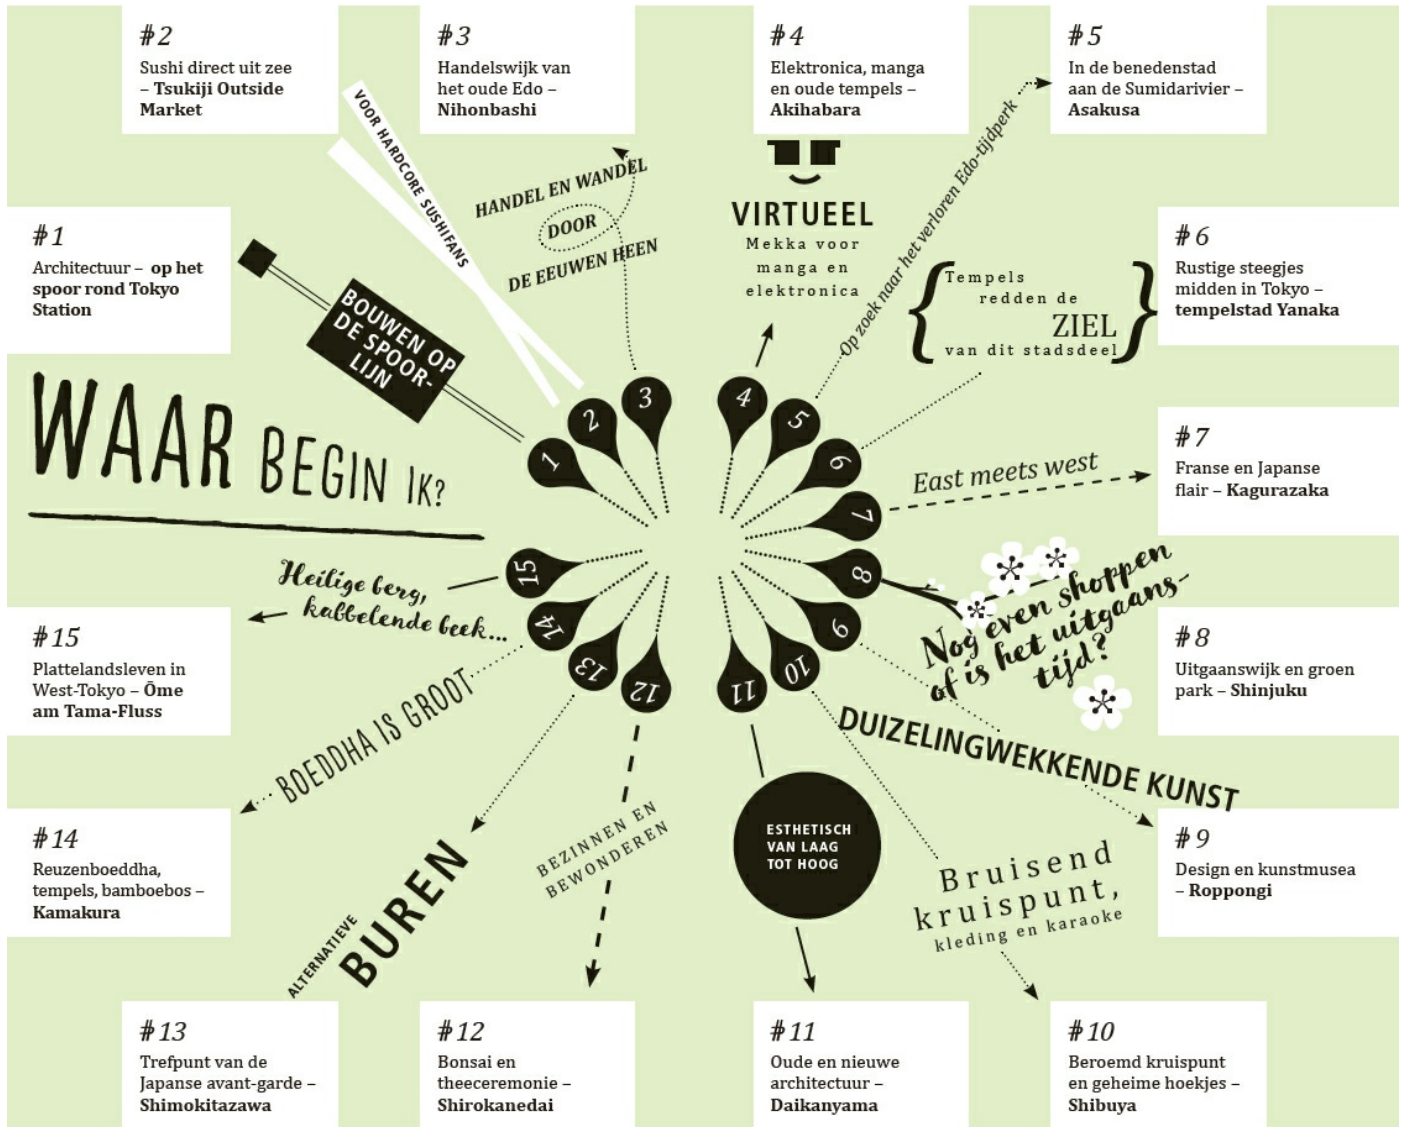 #2
Sushi direct uit zee
– Tsukiji Outside
Market
#3
Handelswijk van
het oude Edo –
Nihonbashi
#4
Elektronica, manga
en oude tempels –
Akihabara
#5
In de benedenstad
aan de Sumidarivier –
Asakusa
#1
Architectuur – op het
spoor rond Tokyo
Station
BOUWEN OP
DE SPOOR-
LIJN
VOOR HARDCORE SUSHIFANS
HANDEL EN WANDEL
DOOR
DE EEUWEN HEEN
VIRTUEEL
Mekka voor
manga en
elektronica
Op zoek naar het verloren Edo-tijdperk
{Tempels
redden de
ZIEL
van dit stadsdeel}
#6
Rustige steegjes
midden in Tokyo –
tempelstad Yanaka
WAAR BEGIN IK?
1
2
3
4
5
6
7
8
9
10
11
12
13
14
15
East meets west
#7
Franse en Japanse
flair – Kagurazaka
Nog even shoppen
of is het uitgaans-
tijd?
#8
Uitgaanswijk en groen
park – Shinjuku
Heilige berg,
kabbelende beek...
#15
Plattelandsleven in
West-Tokyo – Ōme
am Tama-Fluss
BOEDDHA IS GROOT
#14
Reuzenboeddha,
tempels, bamboebos –
Kamakura
DUIZELINGWEKKENDE KUNST
#9
Design en kunstmusea
– Roppongi
ALTERNATIEVE
BUREN
BEZINNEN EN
BEWONDEREN
ESTHETISCH
VAN LAAG
TOT HOOG
Bruisend
kruispunt,
kleding en karaoke
#13
Trefpunt van de
Japanse avant-garde –
Shimokitazawa
#12
Bonsai en
theeceremonie –
Shirokanedai
#11
Oude en nieuwe
architectuur –
Daikanyama
#10
Beroemd kruispunt
en geheime hoekjes –
Shibuya